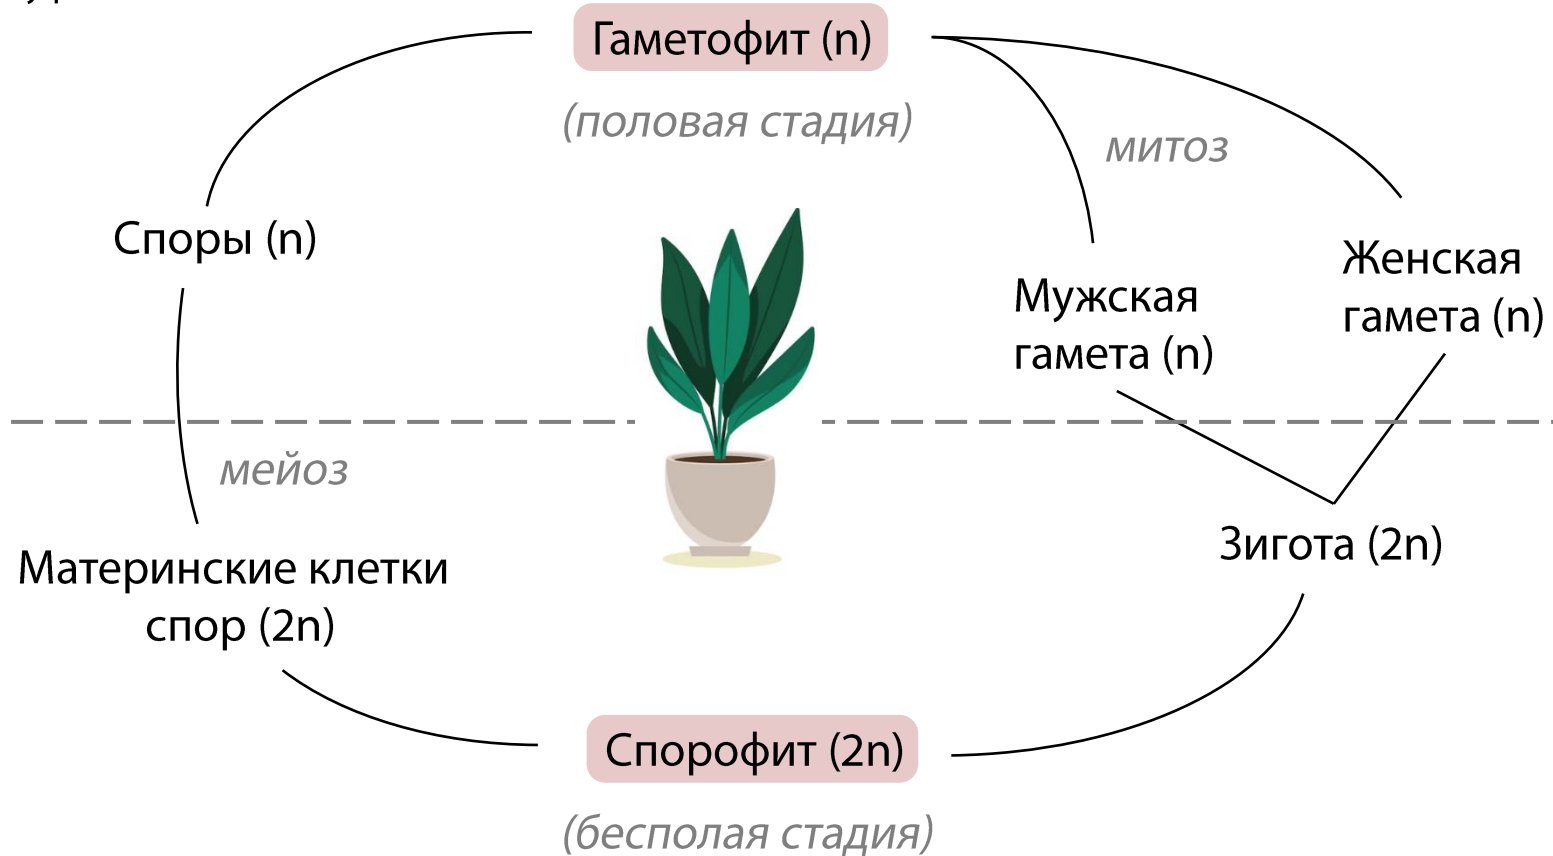 Гаметофит (n)
(половая стадия)
митоз
Споры (n)
Женская
гамета (n)
Мужская
гамета (n)
мейоз
Зигота (2n)
Материнские клетки
спор (2n)
Спорофит (2n)
(бесполая стадия)